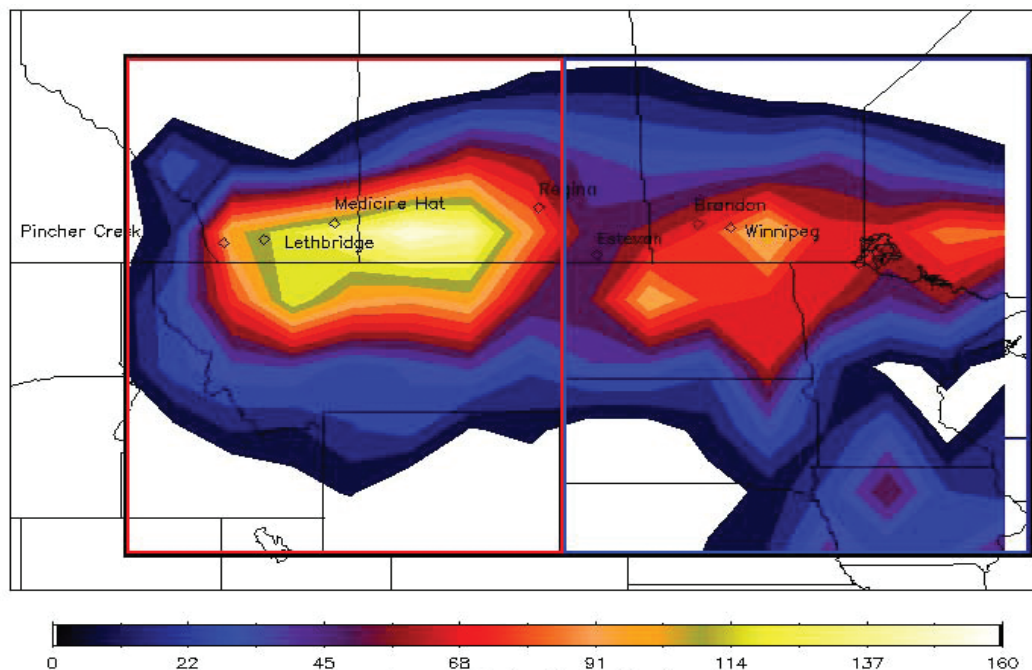 Regina
Medicine Hat
Brandon
Pincher Creek
Lethbridge
Estevan
Winnipeg
0 22 45 68 91 114 137 160